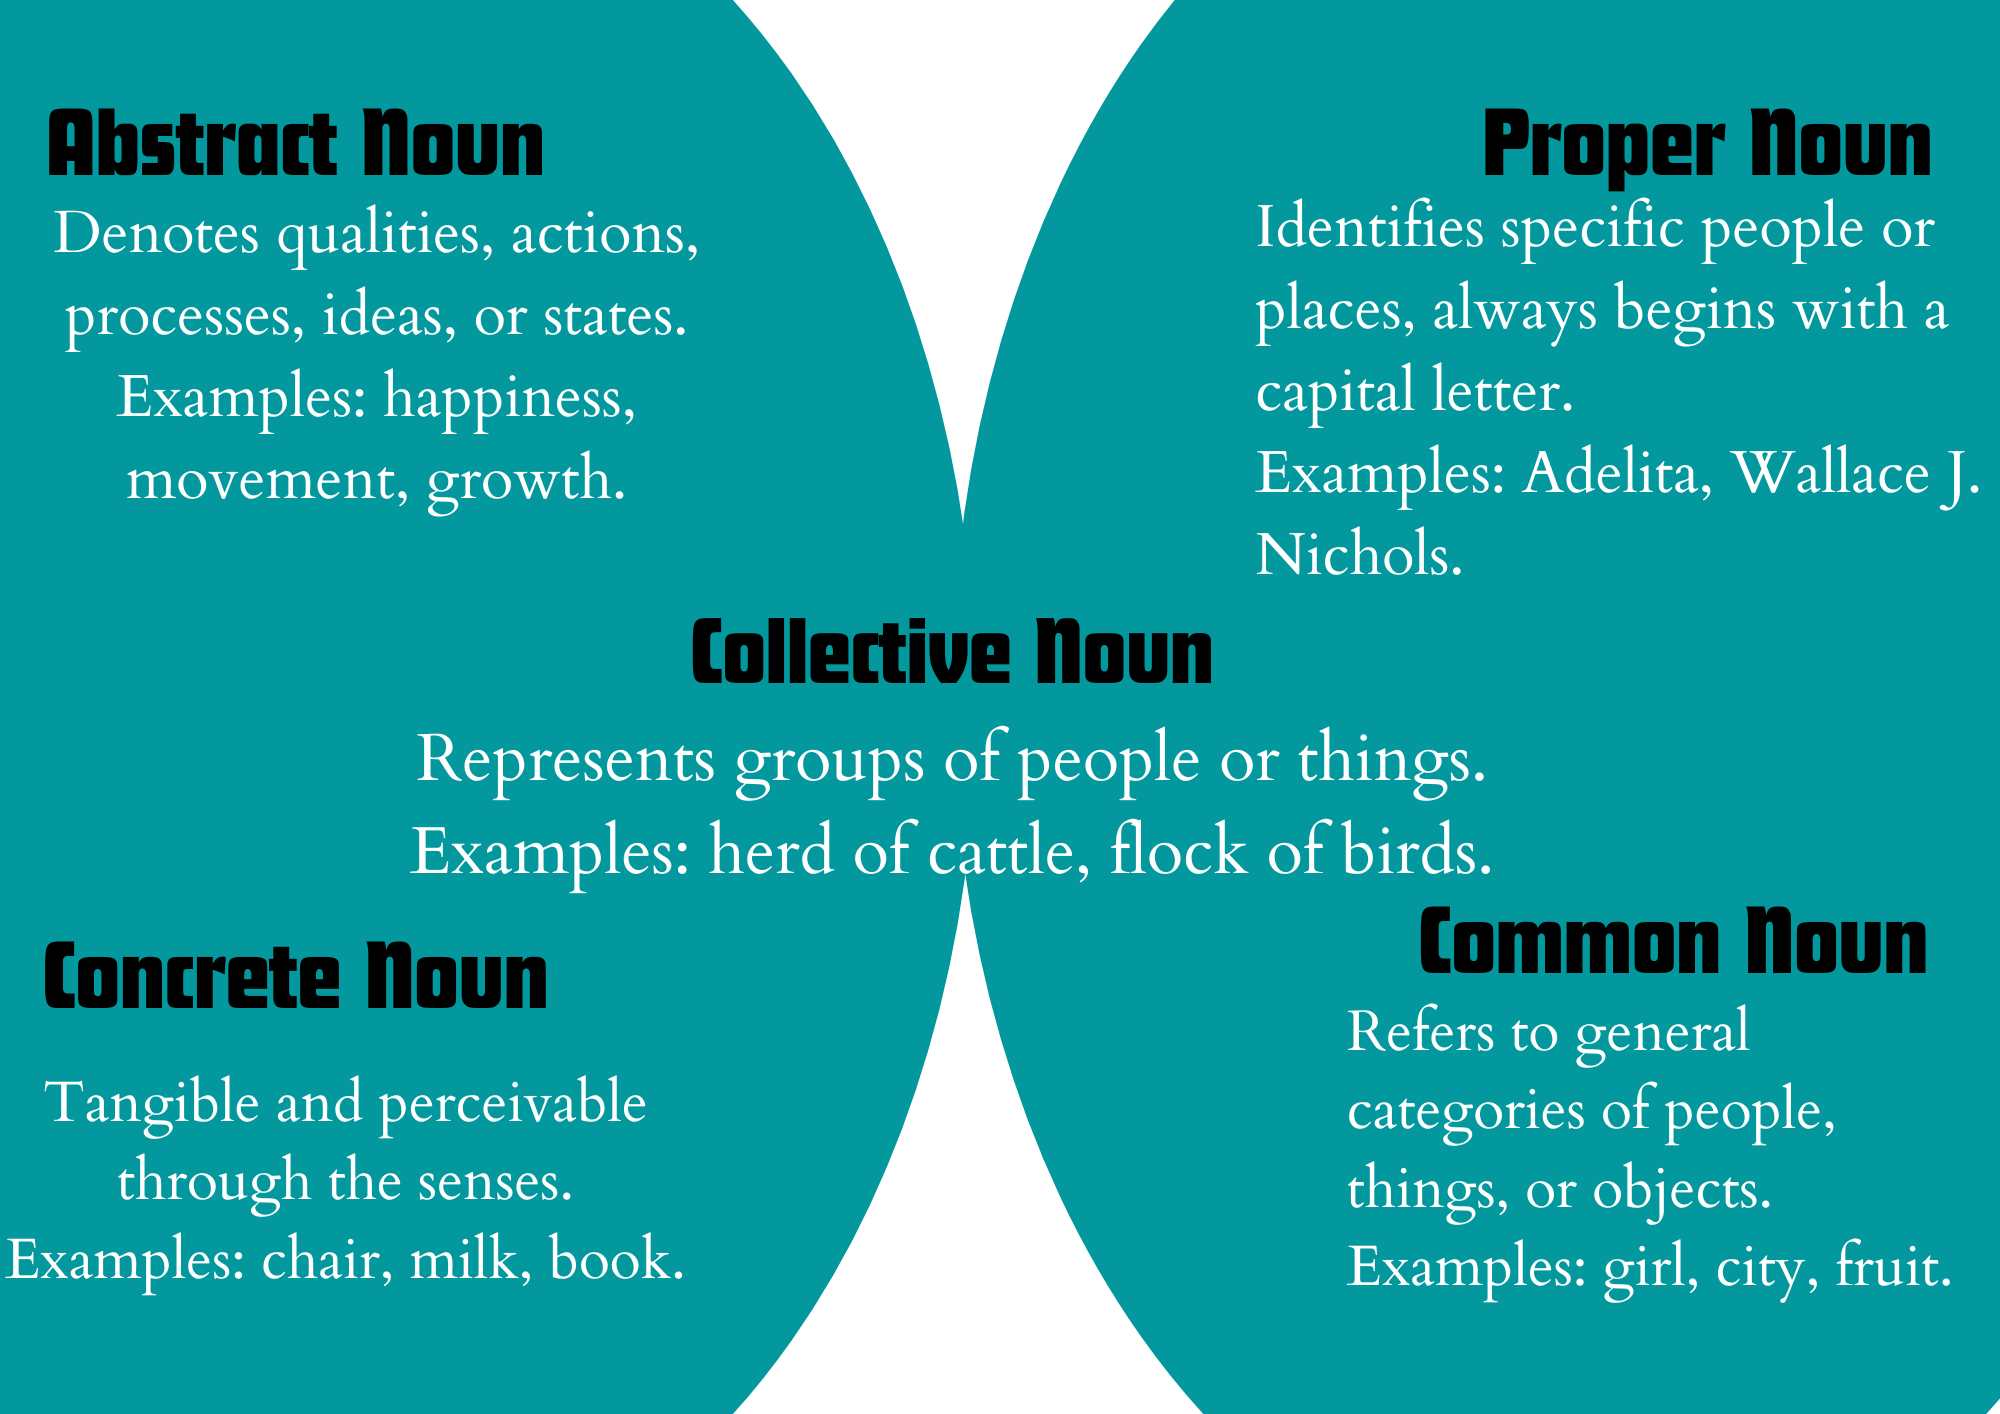 Abstract Noun
Denotes qualities, actions,
processes, ideas, or states.
Examples: happiness,
movement, growth.
Proper Noun
Identifies specific people or
places, always begins with a
capital letter.
Examples: Adelita, Wallace J.
Nichols.
Collective Noun
Represents groups of people or things.
Examples: herd of cattle, flock of birds.
Concrete Noun
Tangible and perceivable
through the senses.
Examples: chair, milk, book.
Common Noun
Refers to general
categories of people,
things, or objects.
Examples: girl, city, fruit.